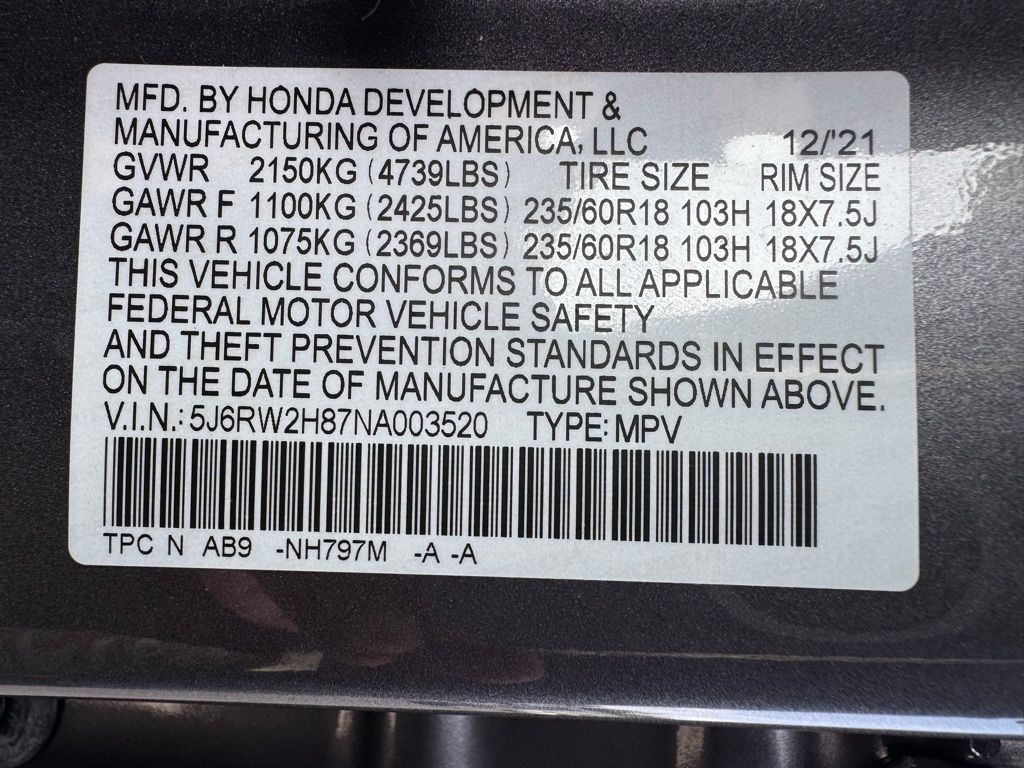 MFD. BY HONDA DEVELOPMENT &
MANUFACTURING OF AMERICA, LLC 12/'21
GVWR 2150KG (4739LBS) TIRE SIZE RIM SIZE
GAWR F 1100KG (2425LBS) 235/60R18 103H 18X7.5J
GAWR R 1075KG (2369LBS) 235/60R18 103H 18X7.5J
THIS VEHICLE CONFORMS TO ALL APPLICABLE
FEDERAL MOTOR VEHICLE SAFETY
AND THEFT PREVENTION STANDARDS IN EFFECT
ON THE DATE OF MANUFACTURE SHOWN ABOVE.
V.I.N.: 5J6RW2H87NA003520 TYPE: MPV
TPC N AB9 -NH797M -A -A